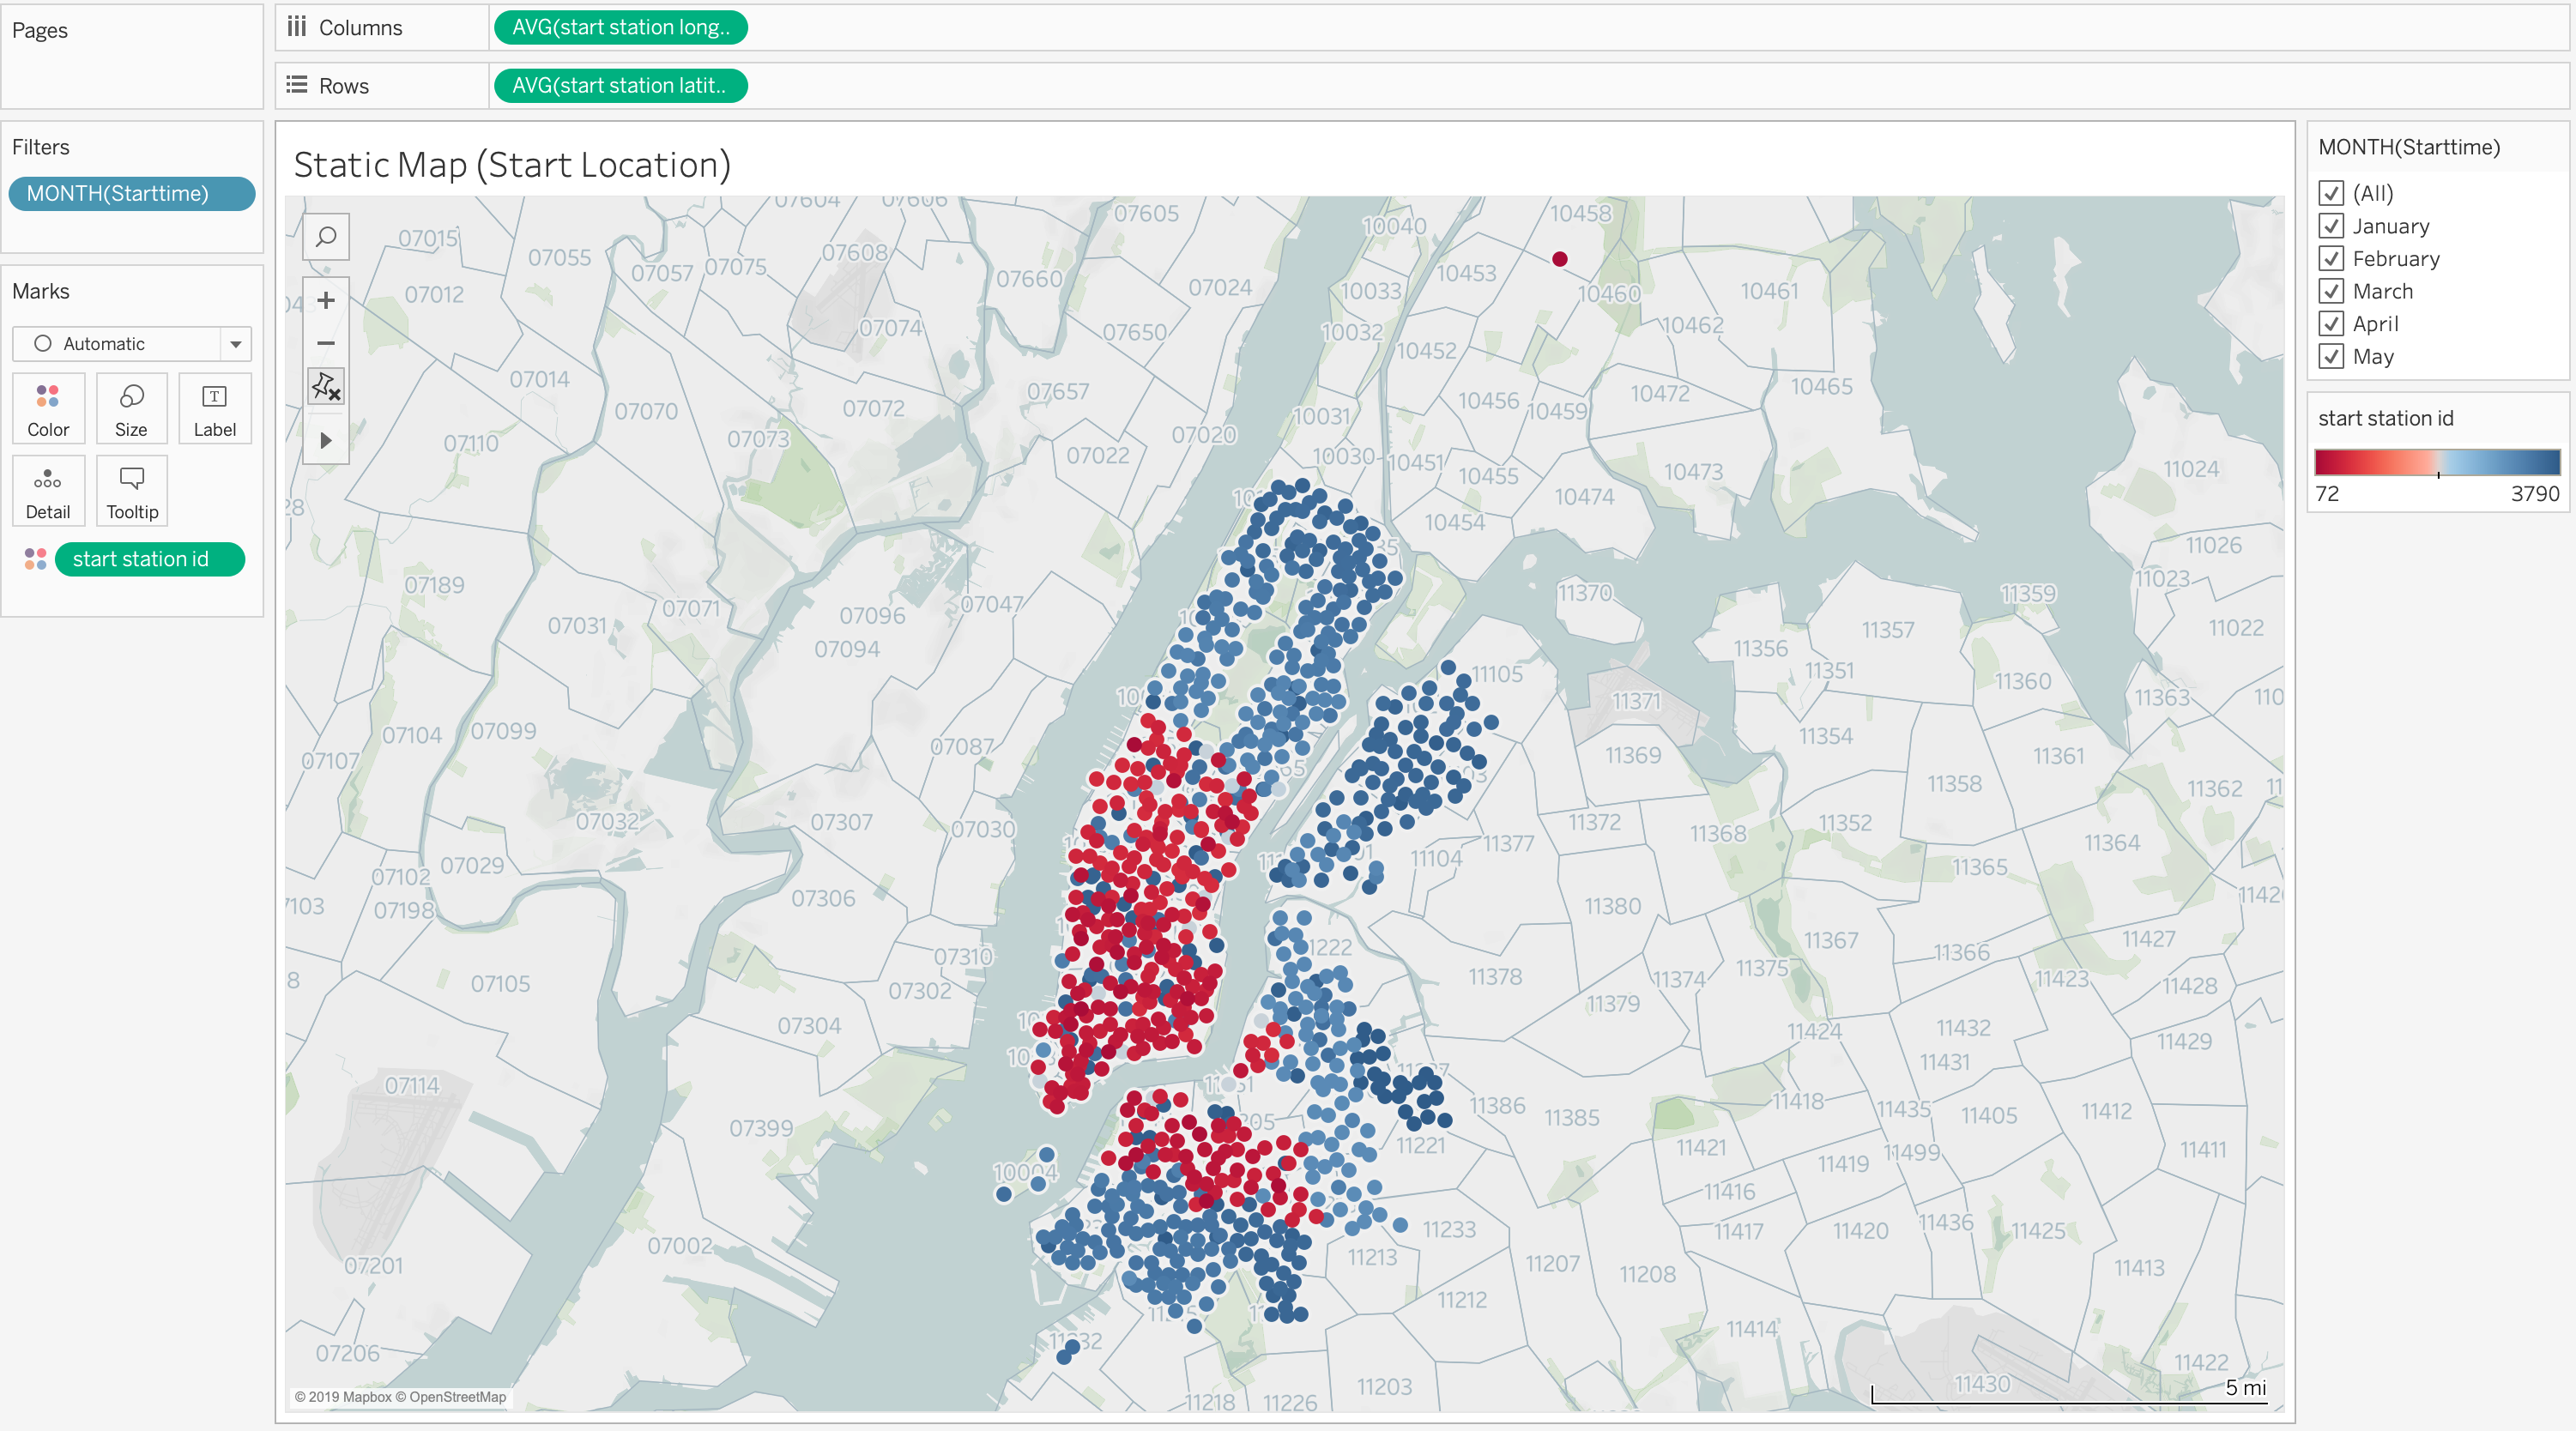 Pages
Columns
AVG(start station long..
Rows
AVG(start station latit..
Filters
MONTH(Starttime)
Marks
Automatic
Color
Size
Label
Detail
Tooltip
start station id
Static Map (Start Location)
07604 07606 07605 10040 10458
07015 07055 07608 07057 07075 07660 07024 10453
07012 10033 10460 10461
07074 07650 10032 10462
10452
07014 07657 10472 10465
07070 07072 10456 10459
07110 07073 07020 10031
07022 10030 10451 10455 10473 11024
10474
10454
11026
07189 11370 11023
07071 07096 07047 11359
07031 11357 11022
07094 11356
11351
11105 11360 11363
07104 07099 11371
07107 07087 11369 11354 11361
11358 11362
07032 07307 07030 11372 11368 11352
07029 11377 11364
07102 11104 11365
07198 07306 11380
11367 11427
07310 11366
07105 07302 11378 11374 11375 11423 11428
11379
07304 11424 11432 11429
11431
07114 11386 11385 11418 11435 11405 11412
07399 11221 11421 11499 11411
10004 11419
11416
11233 11417 11420 11436 11425
07002 11213 11207 11208 11413
07201
11212
11414
07206 11422
11203 11430
11218 11226
© 2019 Mapbox © OpenStreetMap
5 mi
MONTH(Starttime)
(All)
January
February
March
April
May
start station id
72 3790